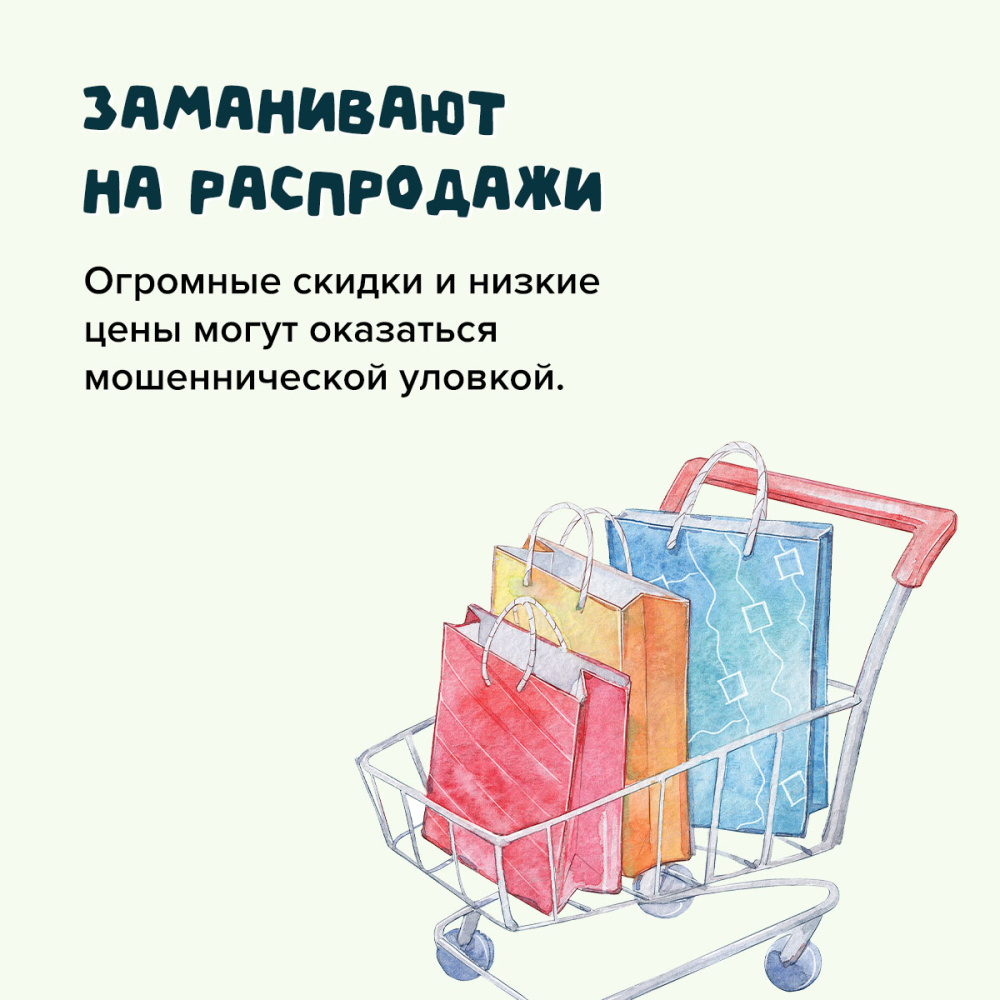 ЗАМАНИВАЮТ
НА РАСПРОДАЖИ
Огромные скидки и низкие
цены могут оказаться
мошеннической уловкой.